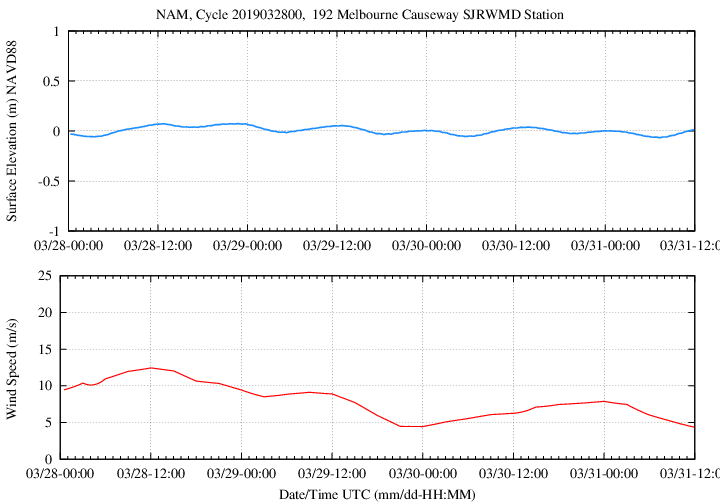 NAM, Cycle 2019032800,  192 Melbourne Causeway SJRWMD Station
Surface Elevation (m) NAVD88
1
0.5
0
-0.5
-1
03/28-00:00 03/28-12:00 03/29-00:00 03/29-12:00 03/30-00:00 03/30-12:00 03/31-00:00 03/31-12:0
Wind Speed (m/s)
25
20
15
10
5
0
03/28-00:00 03/28-12:00 03/29-00:00 03/29-12:00 03/30-00:00 03/30-12:00 03/31-00:00 03/31-12:0
Date/Time UTC (mm/dd-HH:MM)